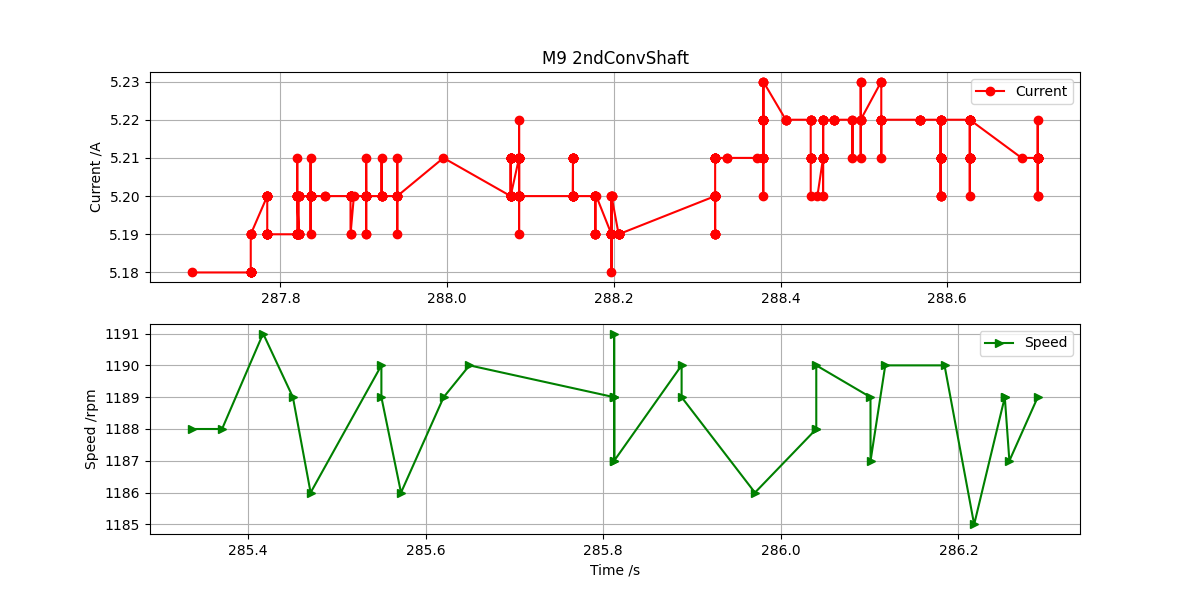 M9 2ndConvShaft
Current /A
5.23
5.22
5.21
5.20
5.19
5.18
Current
287.8 288.0 288.2 288.4 288.6
Speed /rpm
1191
1190
1189
1188
1187
1186
1185
Speed
285.4 285.6 285.8 286.0 286.2
Time /s